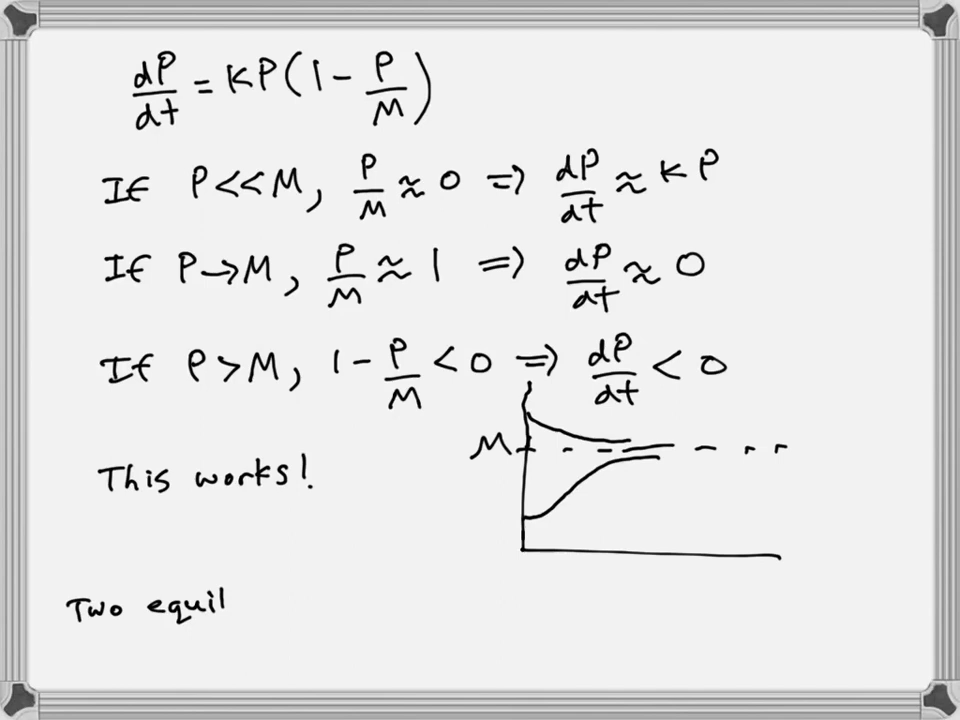 dP/dt = KP(1 - P/M)
If P<<M, P/M ≈ 0 => dP/dt ≈ KP
If P→M, P/M ≈ 1 => dP/dt ≈ 0
If P>M, 1 - P/M < 0 => dP/dt < 0
M
This works!
Two equil